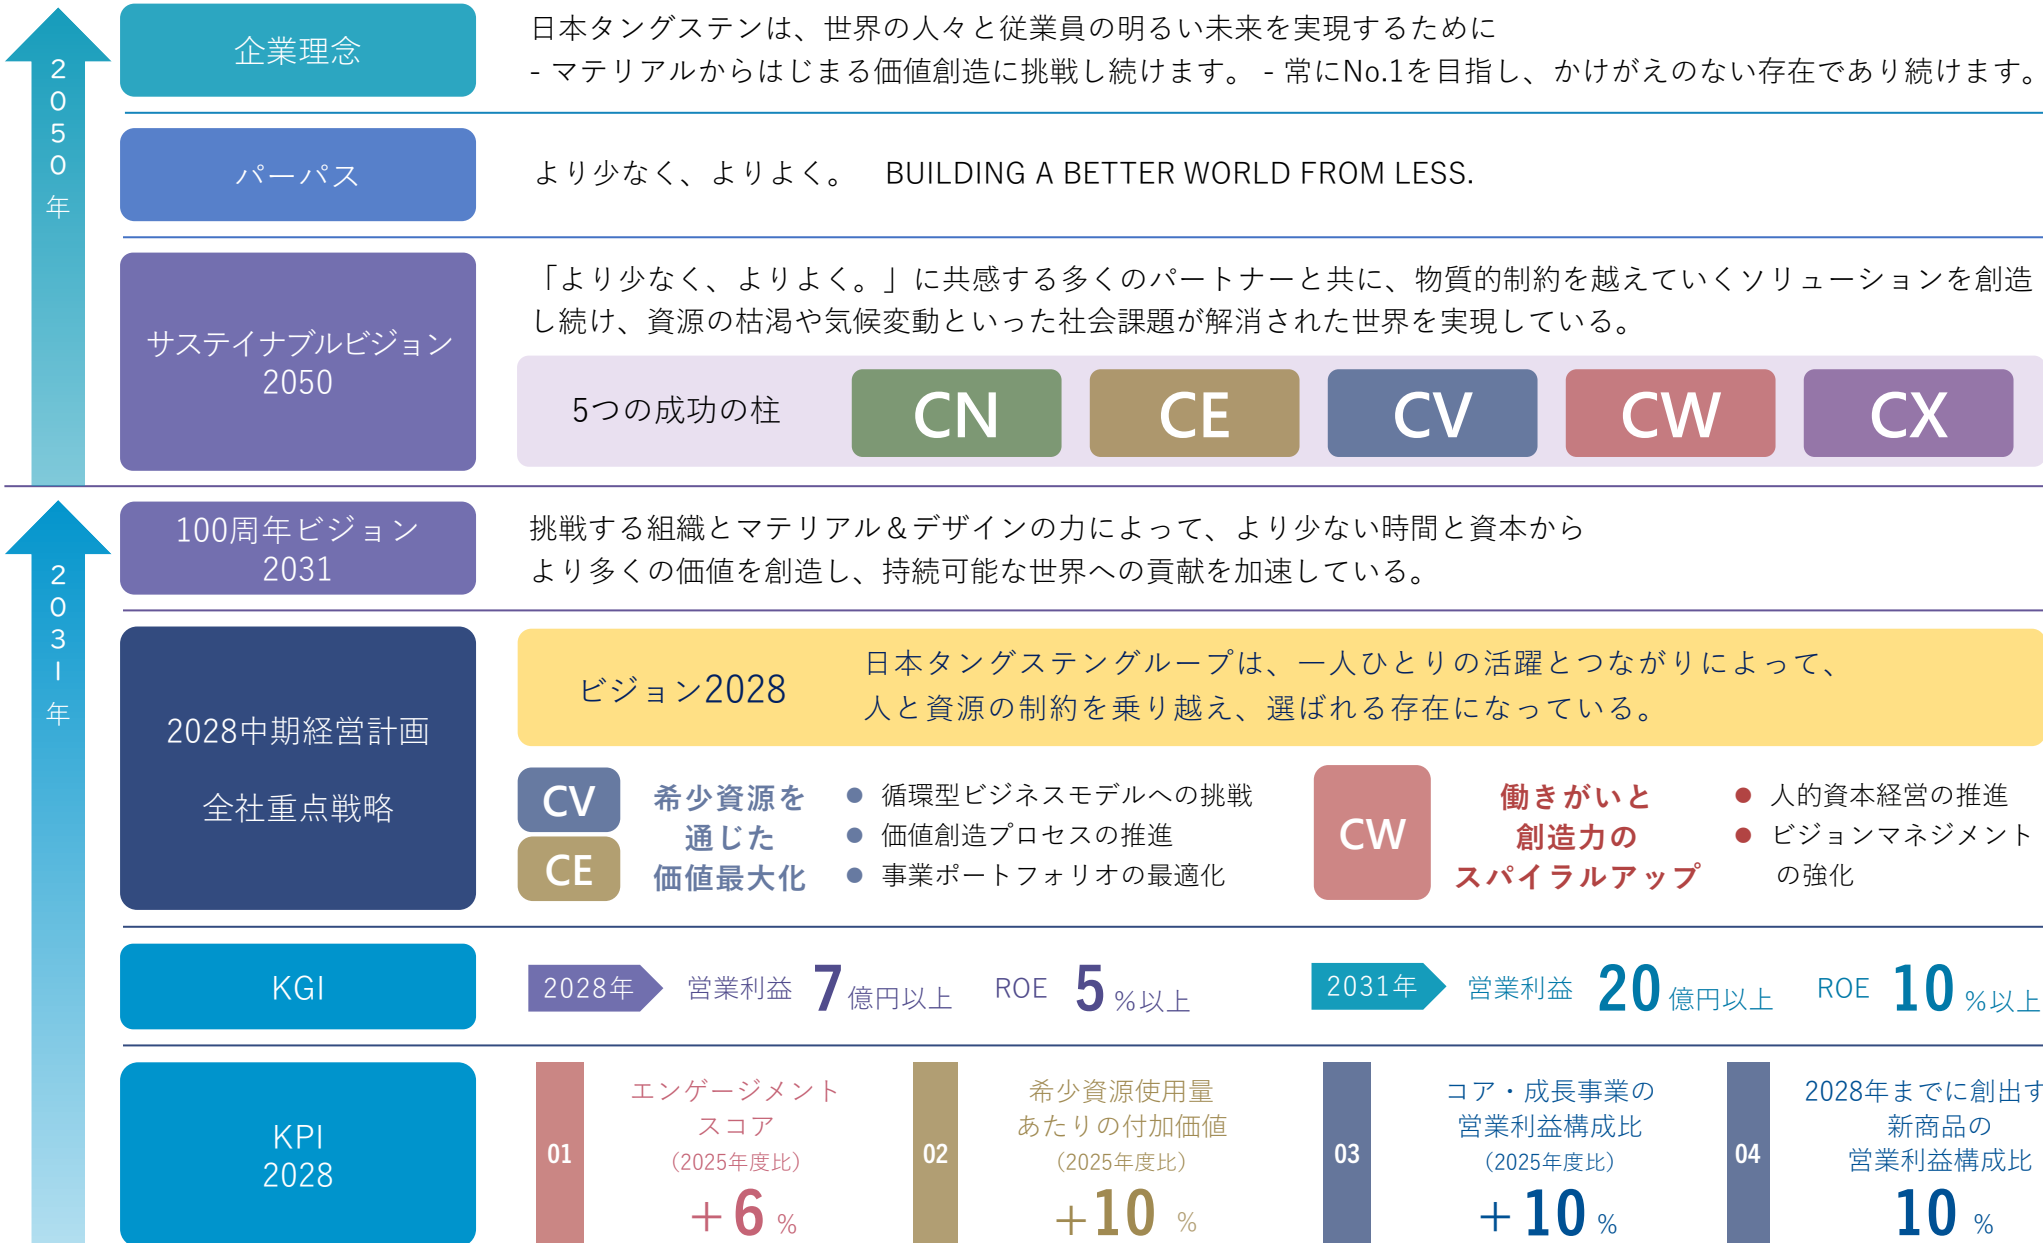 2050年
企業理念
日本タングステンは、世界の人々と従業員の明るい未来を実現するために
- マテリアルからはじまる価値創造に挑戦し続けます。 - 常にNo.1を目指し、かけがえのない存在であり続けます。
パーパス
より少なく、よりよく。 BUILDING A BETTER WORLD FROM LESS.
サステイナブルビジョン
2050
「より少なく、よりよく。」に共感する多くのパートナーと共に、物質的制約を越えていくソリューションを創造
し続け、資源の枯渇や気候変動といった社会課題が解消された世界を実現している。
5つの成功の柱
CN
CE
CV
CW
CX
2031年
100周年ビジョン
2031
挑戦する組織とマテリアル＆デザインの力によって、より少ない時間と資本から
より多くの価値を創造し、持続可能な世界への貢献を加速している。
2028中期経営計画
全社重点戦略
ビジョン2028
日本タングステングループは、一人ひとりの活躍とつながりによって、
人と資源の制約を乗り越え、選ばれる存在になっている。
CV
CE
希少資源を
通じた
価値最大化
● 循環型ビジネスモデルへの挑戦
● 価値創造プロセスの推進
● 事業ポートフォリオの最適化
CW
働きがいと
創造力の
スパイラルアップ
● 人的資本経営の推進
● ビジョンマネジメント
の強化
KGI
2028年 営業利益 7 億円以上 ROE 5 %以上
2031年 営業利益 20 億円以上 ROE 10 %以上
KPI
2028
01
エンゲージメント
スコア
(2025年度比)
＋6 %
02
希少資源使用量
あたりの付加価値
(2025年度比)
＋10 %
03
コア・成長事業の
営業利益構成比
(2025年度比)
＋10 %
04
2028年までに創出す
新商品の
営業利益構成比
10 %